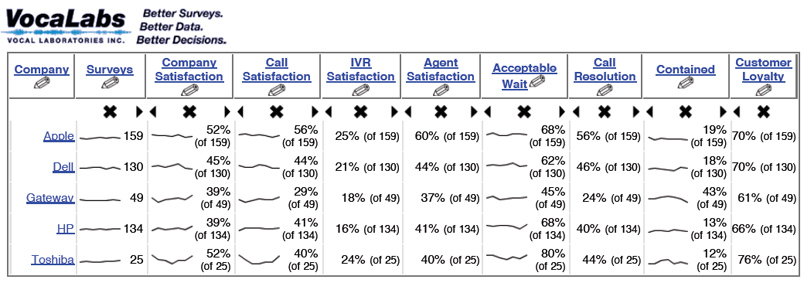 VocaLabs
VOCAL LABORATORIES INC.
Better Surveys.
Better Data.
Better Decisions.
Company Surveys Company Satisfaction Call Satisfaction IVR Satisfaction Agent Satisfaction Acceptable Wait Call Resolution Contained Customer Loyalty
Apple 159 52% (of 159) 56% (of 159) 25% (of 159) 60% (of 159) 68% (of 159) 56% (of 159) 19% (of 159) 70% (of 159)
Dell 130 45% (of 130) 44% (of 130) 21% (of 130) 44% (of 130) 62% (of 130) 46% (of 130) 18% (of 130) 70% (of 130)
Gateway 49 39% (of 49) 29% (of 49) 18% (of 49) 37% (of 49) 45% (of 49) 24% (of 49) 43% (of 49) 61% (of 49)
HP 134 39% (of 134) 41% (of 134) 16% (of 134) 41% (of 134) 68% (of 134) 40% (of 134) 13% (of 134) 66% (of 134)
Toshiba 25 52% (of 25) 40% (of 25) 24% (of 25) 40% (of 25) 80% (of 25) 44% (of 25) 12% (of 25) 76% (of 25)